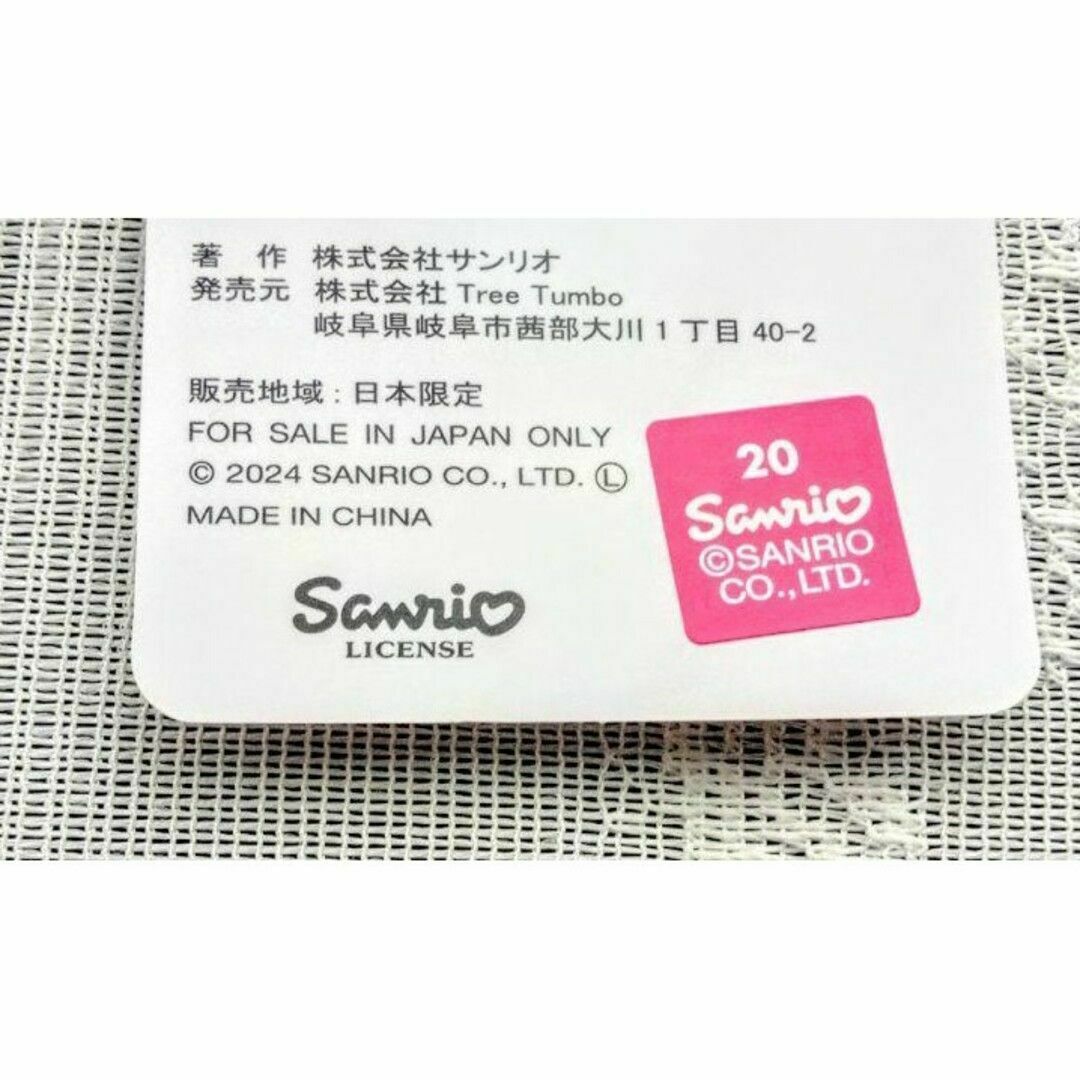 著 作 株式会社サンリオ
発売元 株式会社 Tree Tumbo
岐阜県岐阜市茜部大川1丁目 40-2
販売地域：日本限定
FOR SALE IN JAPAN ONLY
© 2024 SANRIO CO., LTD. Ⓛ
MADE IN CHINA
Sanrio
LICENSE
20
Sanrio
©SANRIO
CO.,LTD.